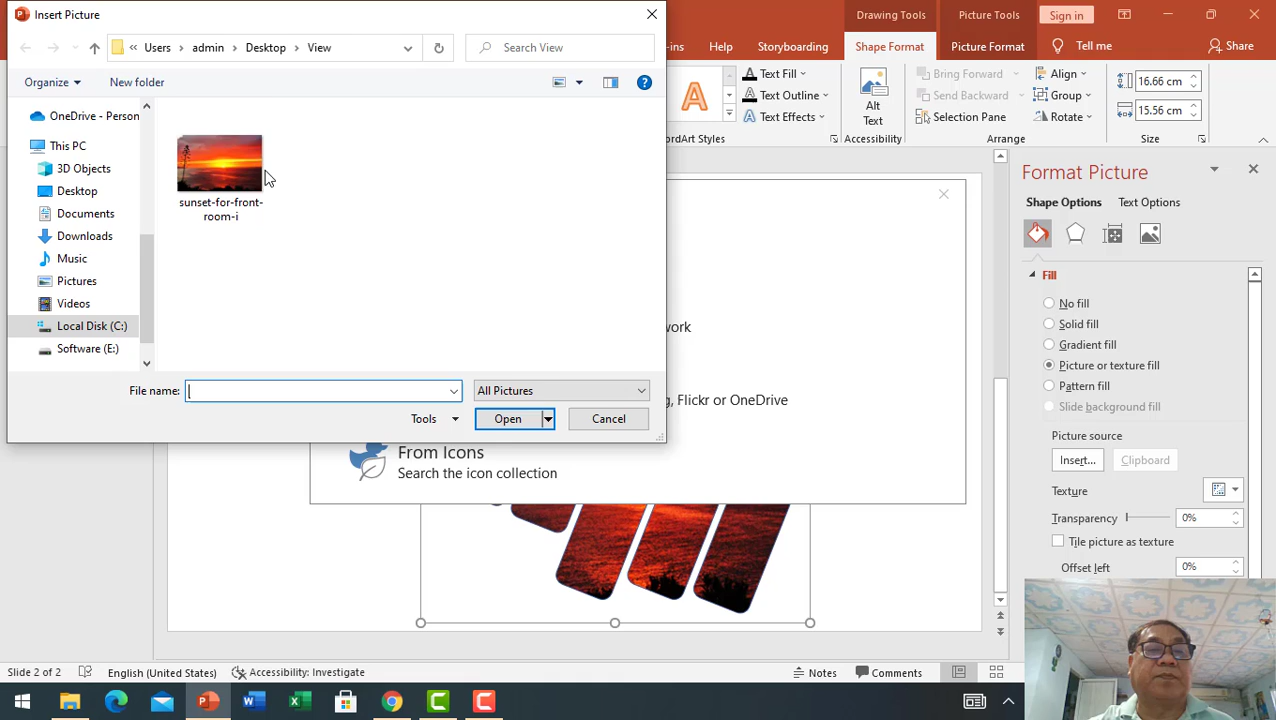 Insert Picture
Users > admin > Desktop > View
Search View
Organize
New folder
OneDrive - Person
This PC
3D Objects
Desktop
Documents
Downloads
Music
Pictures
Videos
Local Disk (C:)
Software (E:)
sunset-for-front-
room-i
File name:
All Pictures
Tools
Open
Cancel
Drawing Tools
Picture Tools
Sign in
-ins
Help
Storyboarding
Shape Format
Picture Format
Tell me
Share
Text Fill
Text Outline
Text Effects
ordArt Styles
Alt
Text
Accessibility
Bring Forward
Send Backward
Selection Pane
Align
Group
Rotate
Arrange
16.66 cm
15.56 cm
Size
work
g, Flickr or OneDrive
From Icons
Search the icon collection
Format Picture
Shape Options
Text Options
Fill
No fill
Solid fill
Gradient fill
Picture or texture fill
Pattern fill
Slide background fill
Picture source
Insert...
Clipboard
Texture
Transparency
0%
Tile picture as texture
Offset left
0%
Slide 2 of 2
English (United States)
Accessibility: Investigate
Notes
Comments